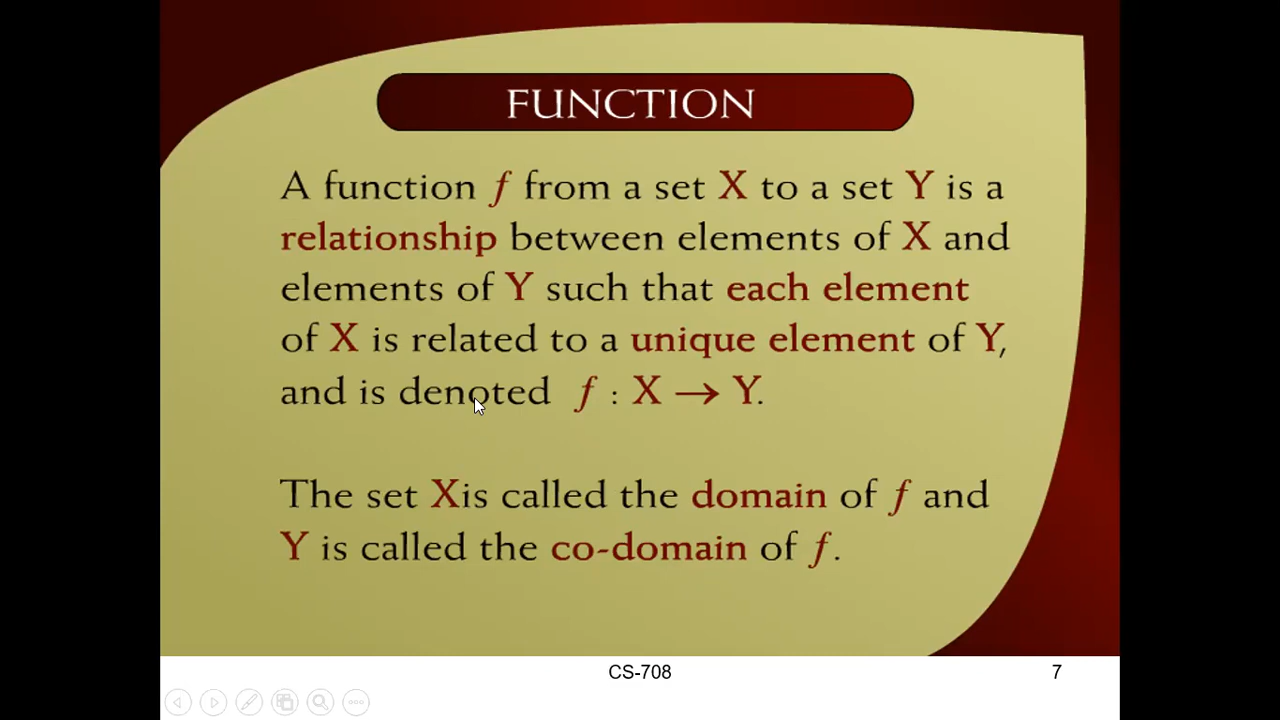 FUNCTION
A function f from a set X to a set Y is a
relationship between elements of X and
elements of Y such that each element
of X is related to a unique element of Y,
and is denoted f : X → Y.
The set X is called the domain of f and
Y is called the co-domain of f.
CS-708
7